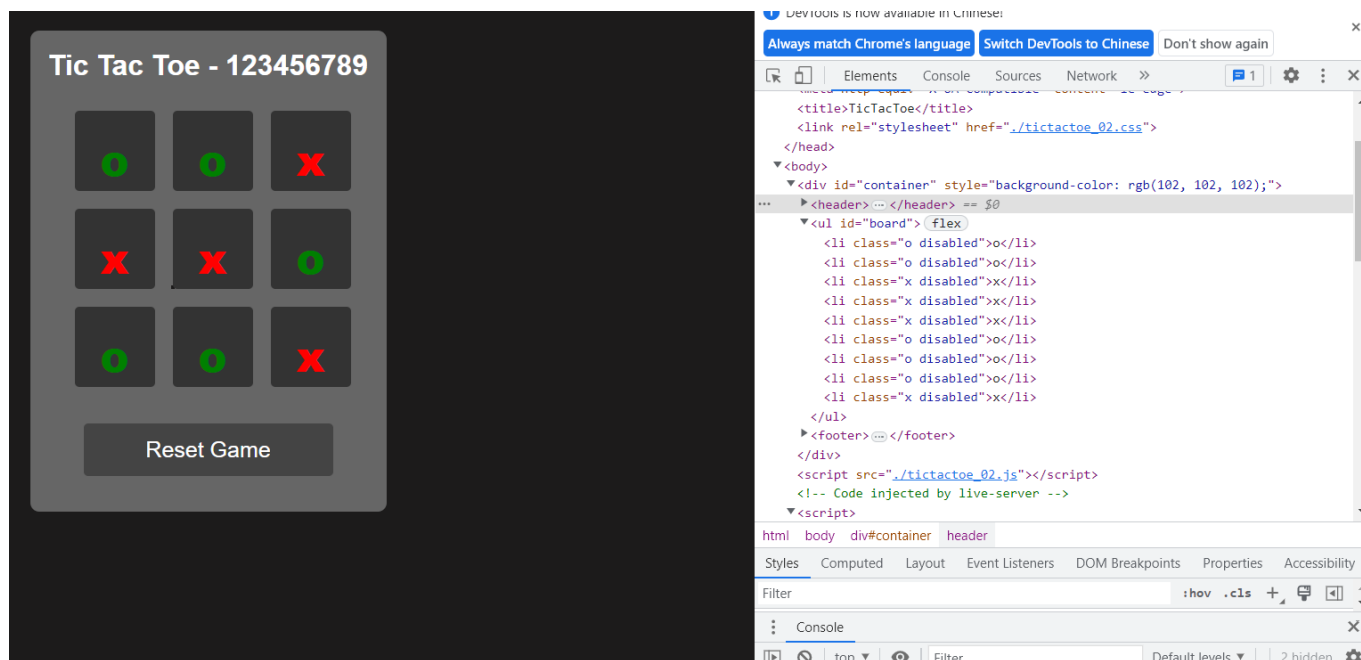 Tic Tac Toe - 123456789
o o x
x x o
o o x
Reset Game
DevTools is now available in Chinese!
Always match Chrome's language Switch DevTools to Chinese Don't show again
Elements Console Sources Network » 1
<title>TicTacToe</title>
<link rel="stylesheet" href="./tictactoe_02.css">
</head>
<body>
<div id="container" style="background-color: rgb(102, 102, 102);">
<header> … </header> == $0
<ul id="board"> flex
<li class="o disabled">o</li>
<li class="o disabled">o</li>
<li class="x disabled">x</li>
<li class="x disabled">x</li>
<li class="x disabled">x</li>
<li class="o disabled">o</li>
<li class="o disabled">o</li>
<li class="o disabled">o</li>
<li class="x disabled">x</li>
</ul>
<footer> … </footer>
</div>
<script src="./tictactoe_02.js"></script>
<!-- Code injected by live-server -->
<script>
html body div#container header
Styles Computed Layout Event Listeners DOM Breakpoints Properties Accessibility
Filter :hov .cls +
Console
top Filter Default levels 2 hidden